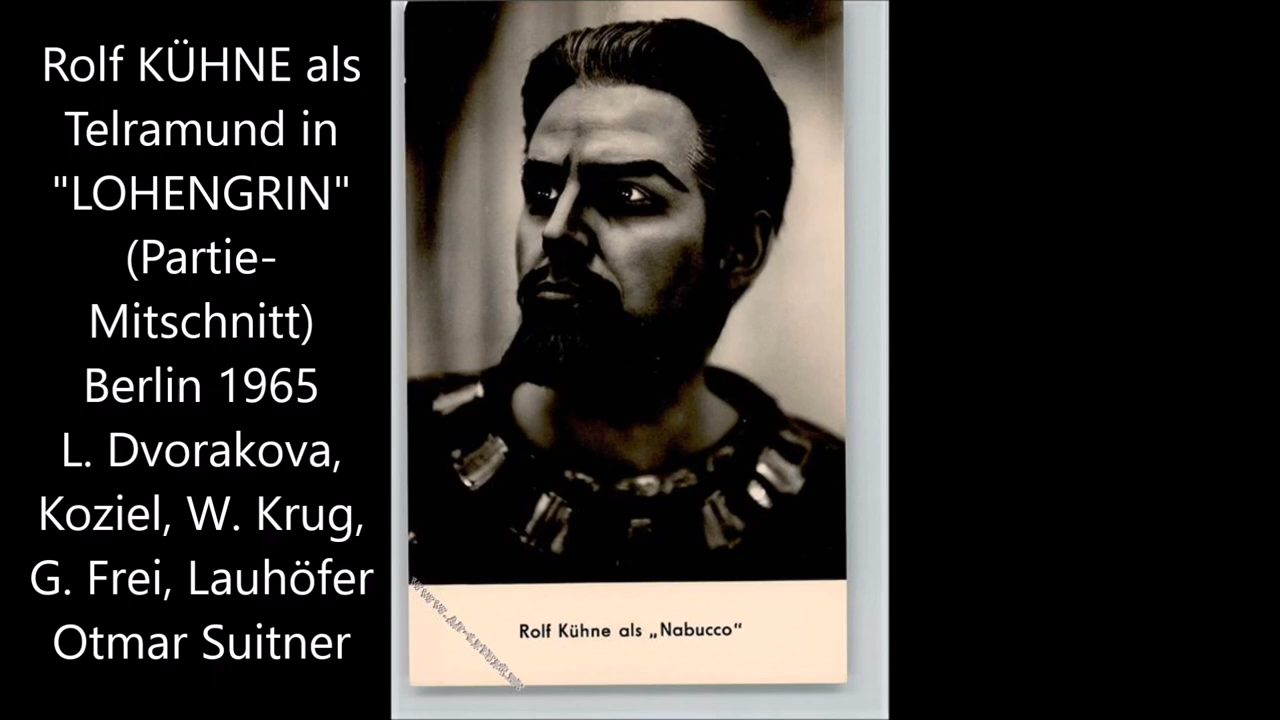 Rolf KÜHNE als
Telramund in
"LOHENGRIN"
(Partie-
Mitschnitt)
Berlin 1965
L. Dvorakova,
Koziel, W. Krug,
G. Frei, Lauhöfer
Otmar Suitner
Rolf Kühne als „Nabucco“